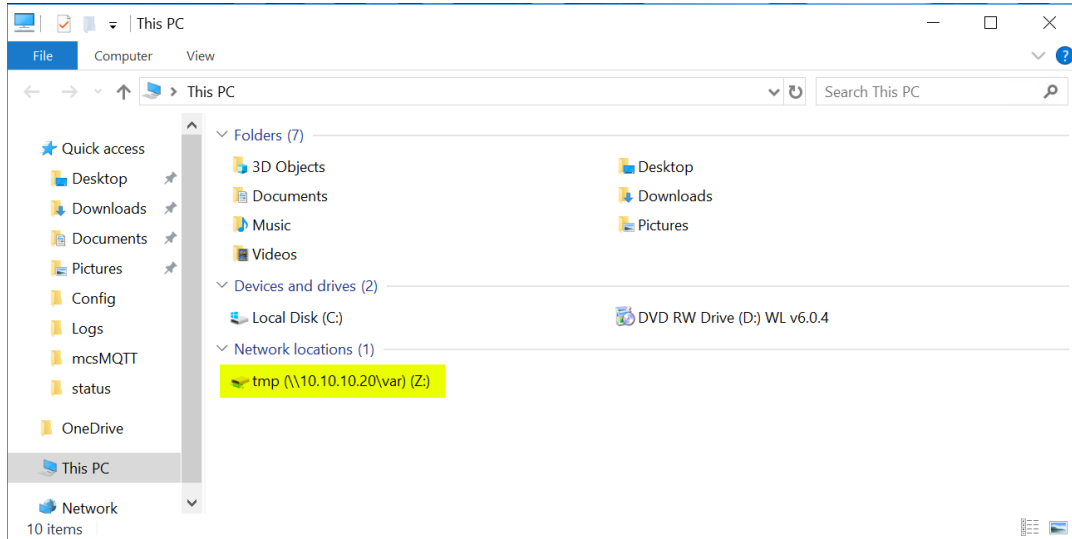 This PC
File Computer View ?
This PC Search This PC
Quick access
Desktop
Downloads
Documents
Pictures
Config
Logs
mcsMQTT
status
OneDrive
This PC
Network
Folders (7)
3D Objects Desktop
Documents Downloads
Music Pictures
Videos
Devices and drives (2)
Local Disk (C:) DVD RW Drive (D:) WL v6.0.4
Network locations (1)
tmp (\\10.10.10.20\var) (Z:)
10 items